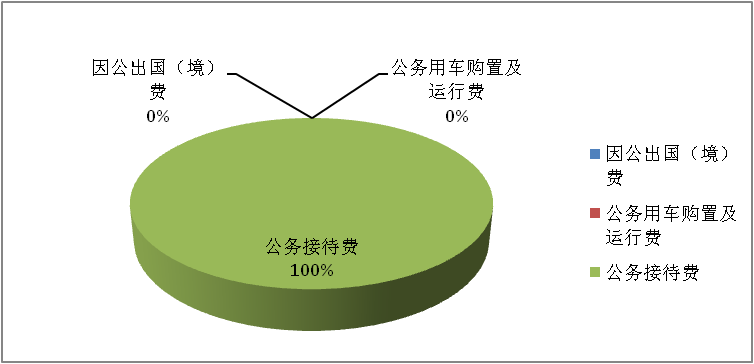 因公出国（境）
费
0%
公务用车购置及
运行费
0%
公务接待费
100%
因公出国（境）
费
公务用车购置及
运行费
公务接待费